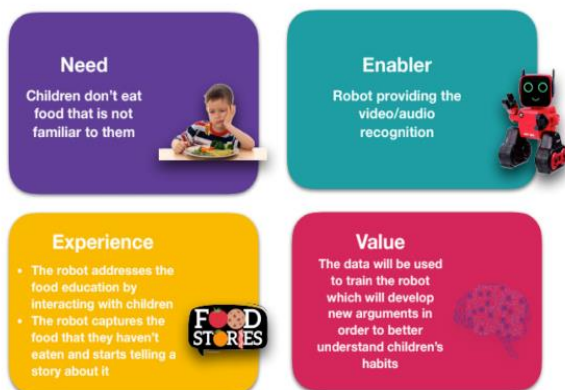 Need
Children don't eat
food that is not
familiar to them
Enabler
Robot providing the
video/audio
recognition
Experience
• The robot addresses the
food education by
interacting with children
• The robot captures the
food that they haven't
eaten and starts telling a
story about it
FOOD
STORIES
Value
The data will be used
to train the robot
which will develop
new arguments in
order to better
understand children's
habits